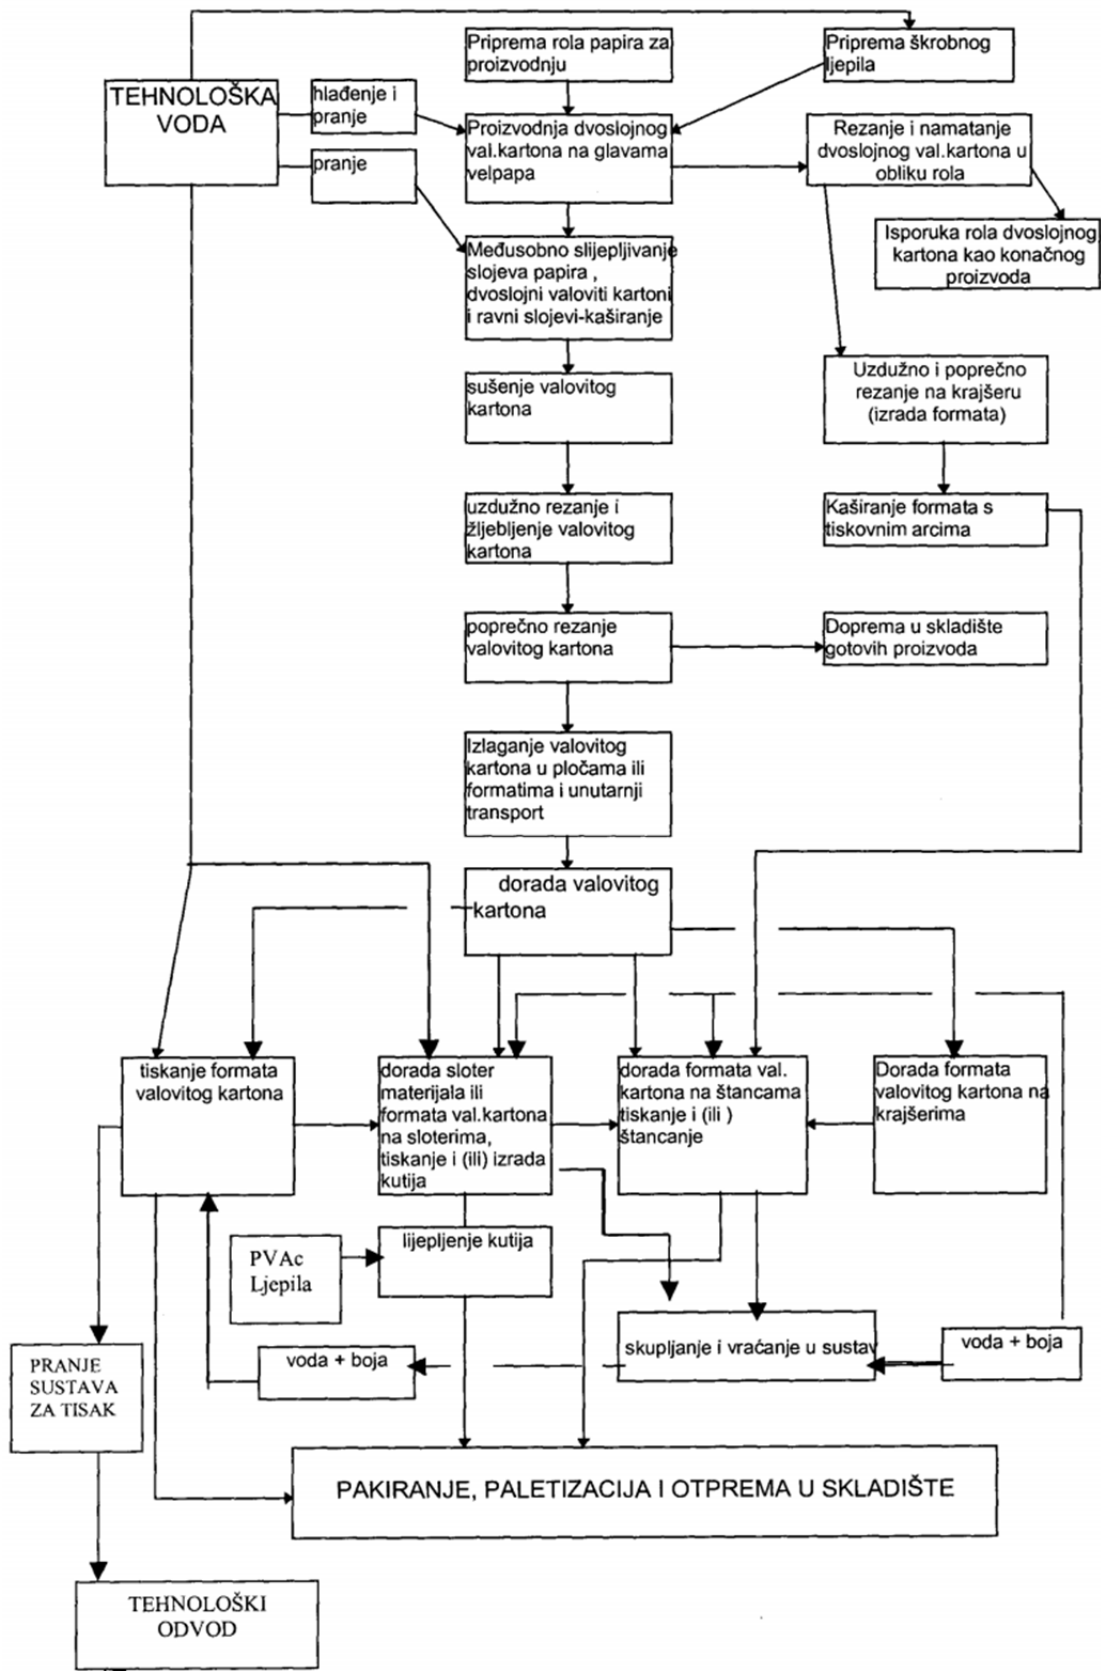 Priprema rola papira za
proizvodnju
Priprema škrobnog
ljepila
TEHNOLOŠKA
VODA
hlađenje i
pranje
pranje
Proizvodnja dvoslojnog
val.kartona na glavama
velpapa
Rezanje i namatanje
dvoslojnog val.kartona u
obliku rola
Isporuka rola dvoslojnog
kartona kao konačnog
proizvoda
Međusobno slijepljivanje
slojeva papira ,
dvoslojni valoviti kartoni
i ravni slojevi-kaširanje
sušenje valovitog
kartona
Uzdužno i poprečno
rezanje na krajšeru
(izrada formata)
uzdužno rezanje i
žljebljenje valovitog
kartona
Kaširanje formata s
tiskovnim arcima
poprečno rezanje
valovitog kartona
Doprema u skladište
gotovih proizvoda
Izlaganje valovitog
kartona u pločama ili
formatima i unutarnji
transport
dorada valovitog
kartona
tiskanje formata
valovitog kartona
dorada sloter
materijala ili
formata val.kartona
na sloterima,
tiskanje i (ili) izrada
kutija
dorada formata val.
kartona na štancama
tiskanje i (ili )
štancanje
Dorada formata
valovitog kartona na
krajšerima
PVAc
Ljepila
lijepljenje kutija
PRANJE
SUSTAVA
ZA TISAK
voda + boja
skupljanje i vraćanje u sustav
voda + boja
PAKIRANJE, PALETIZACIJA I OTPREMA U SKLADIŠTE
TEHNOLOŠKI
ODVOD